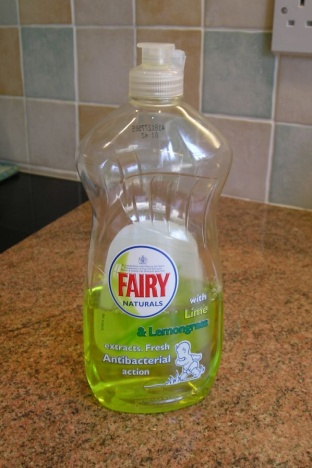 FAIRY
NATURALS
with
Lime
& Lemongrass
extracts. Fresh
Antibacterial
action